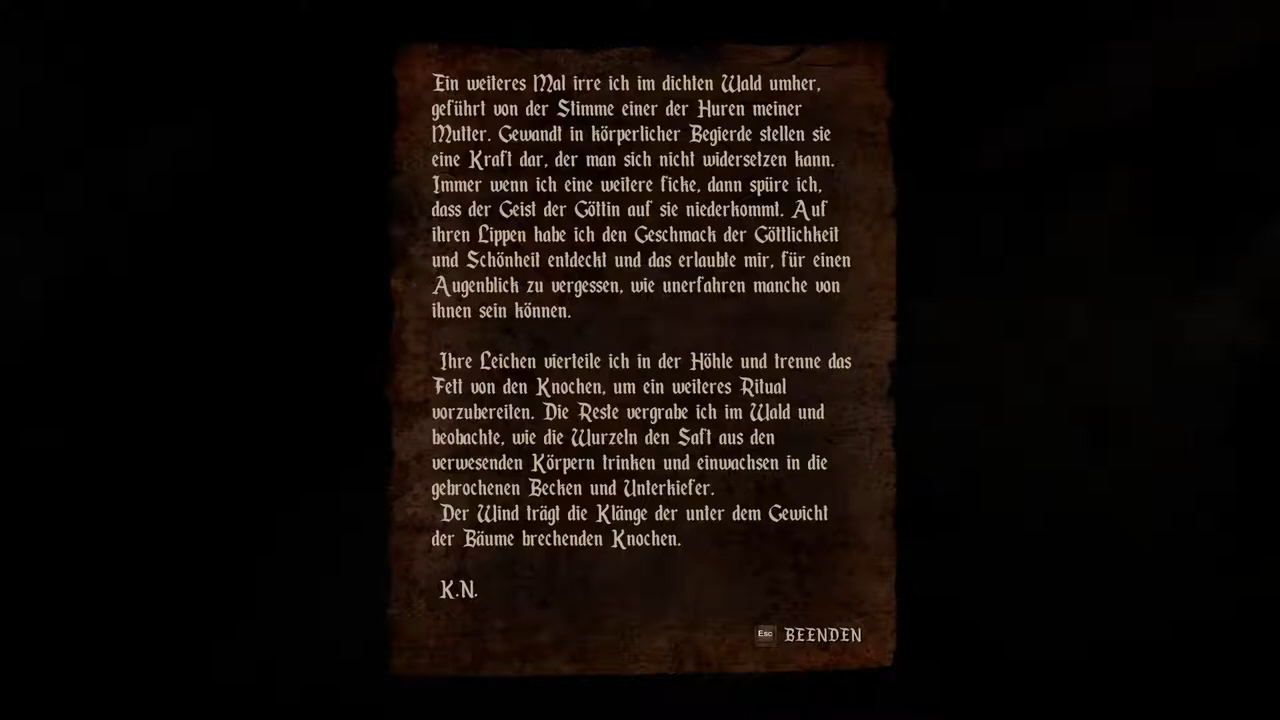 Ein weiteres Mal irre ich im dichten Wald umher,
geführt von der Stimme einer der Huren meiner
Mutter. Gewandt in körperlicher Begierde stellen sie
eine Kraft dar, der man sich nicht widersetzen kann.
Immer wenn ich eine weitere ficke, dann spüre ich,
dass der Geist der Göttin auf sie niederkommt. Auf
ihren Lippen habe ich den Geschmack der Göttlichkeit
und Schönheit entdeckt und das erlaubte mir, für einen
Augenblick zu vergessen, wie unerfahren manche von
ihnen sein können.
Ihre Leichen vierteile ich in der Höhle und trenne das
Fett von den Knochen, um ein weiteres Ritual
vorzubereiten. Die Reste vergrabe ich im Wald und
beobachte, wie die Wurzeln den Saft aus den
verwesenden Körpern trinken und einwachsen in die
gebrochenen Becken und Unterkiefer.
Der Wind trägt die Klänge der unter dem Gewicht
der Bäume brechenden Knochen.
K.N.
Esc BEENDEN